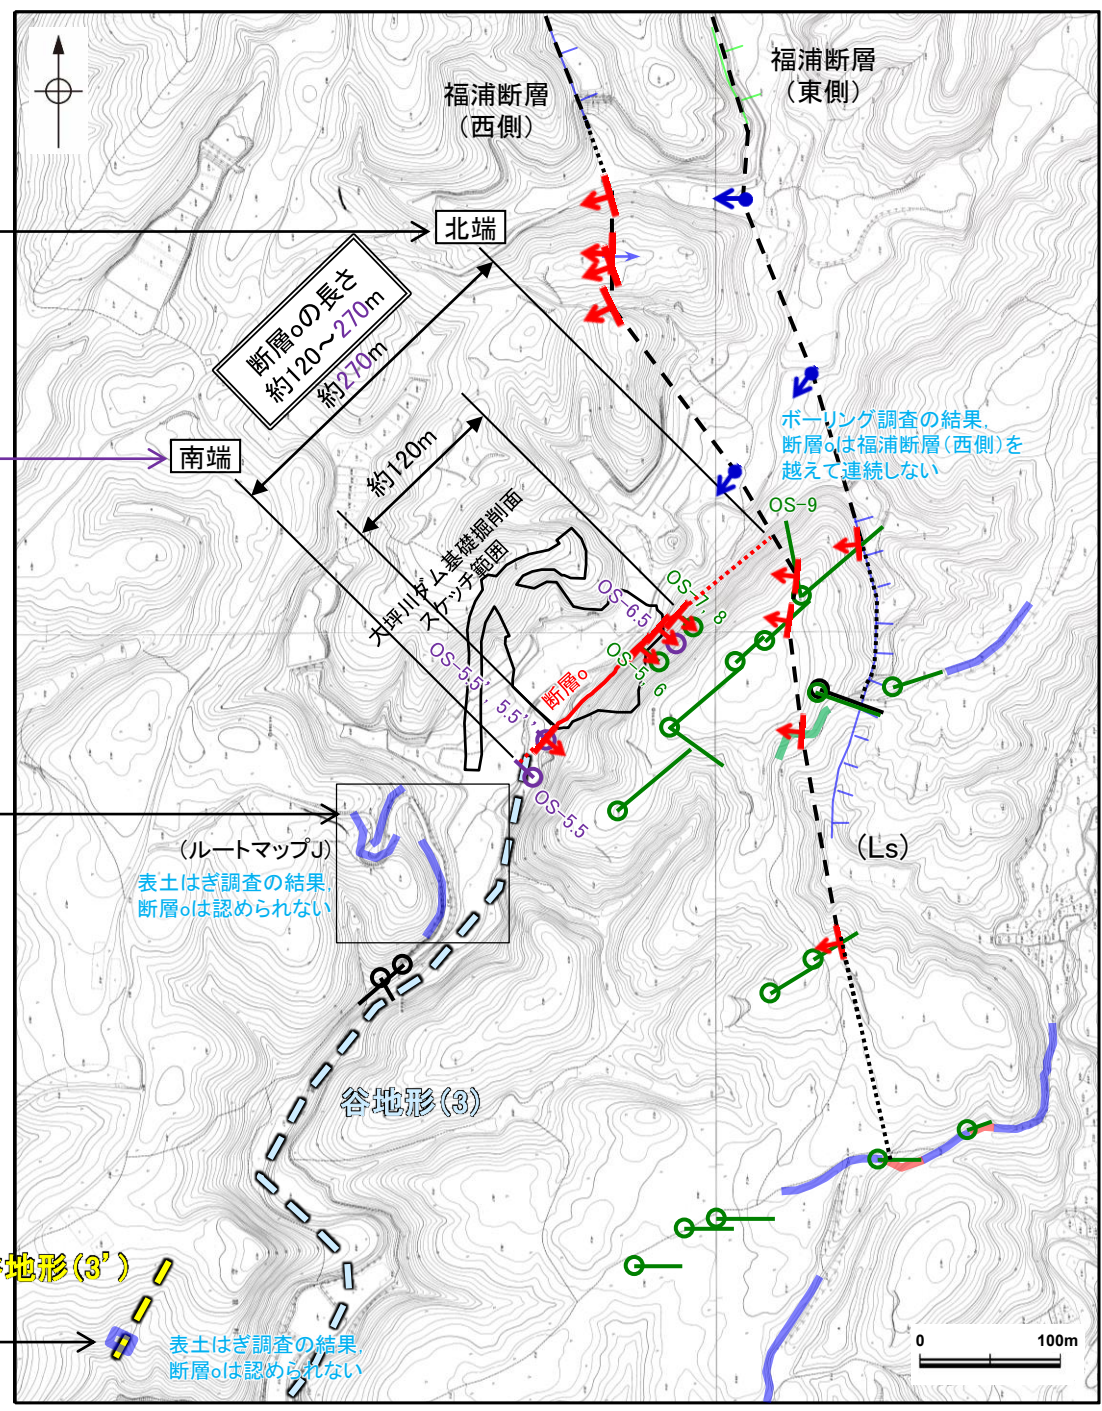 福浦断層
（西側）
福浦断層
（東側）
北端
断層oの長さ
約120～270m
約270m
南端
約120m
大坪川ダム基礎掘削面
スケッチ範囲
ボーリング調査の結果，
断層oは福浦断層（西側）を
越えて連続しない
OS-9
OS-7, 8
OS-6.5
OS-5, 6
OS-5.5’, 5.5’’
断層o
OS-5.5
（ルートマップJ）
表土はぎ調査の結果，
断層oは認められない
（Ls）
谷地形（3）
地形（3’）
表土はぎ調査の結果，
断層oは認められない
0 100m